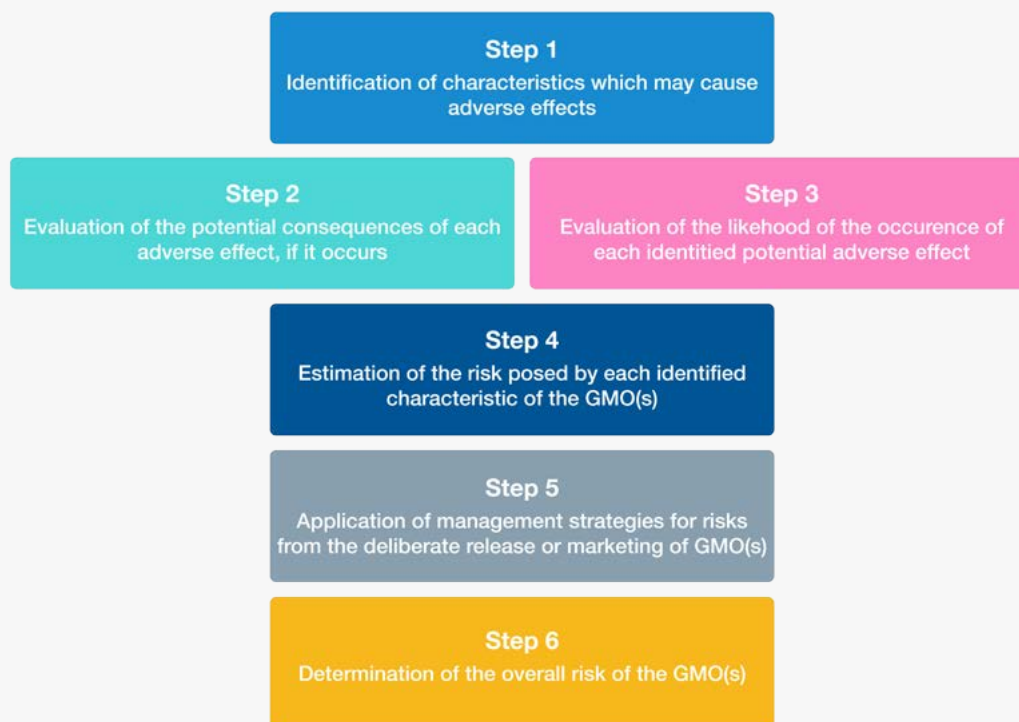 Step 1
Identification of characteristics which may cause
adverse effects
Step 2
Evaluation of the potential consequences of each
adverse effect, if it occurs
Step 3
Evaluation of the likehood of the occurence of
each identitied potential adverse effect
Step 4
Estimation of the risk posed by each identified
characteristic of the GMO(s)
Step 5
Application of management strategies for risks
from the deliberate release or marketing of GMO(s)
Step 6
Determination of the overall risk of the GMO(s)